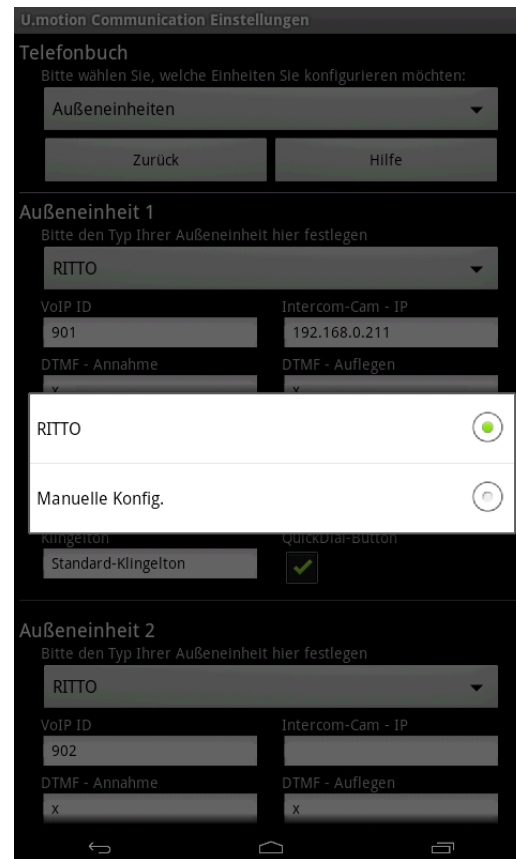 U.motion Communication Einstellungen
Telefonbuch
Bitte wählen Sie, welche Einheiten Sie konfigurieren möchten:
Außeneinheiten
Zurück Hilfe
Außeneinheit 1
Bitte den Typ Ihrer Außeneinheit hier festlegen
RITTO
VoIP ID Intercom-Cam - IP
901 192.168.0.211
DTMF - Annahme DTMF - Auflegen
x x
RITTO
Manuelle Konfig.
Klingelton QuickDial-Button
Standard-Klingelton
Außeneinheit 2
Bitte den Typ Ihrer Außeneinheit hier festlegen
RITTO
VoIP ID Intercom-Cam - IP
902
DTMF - Annahme DTMF - Auflegen
x x